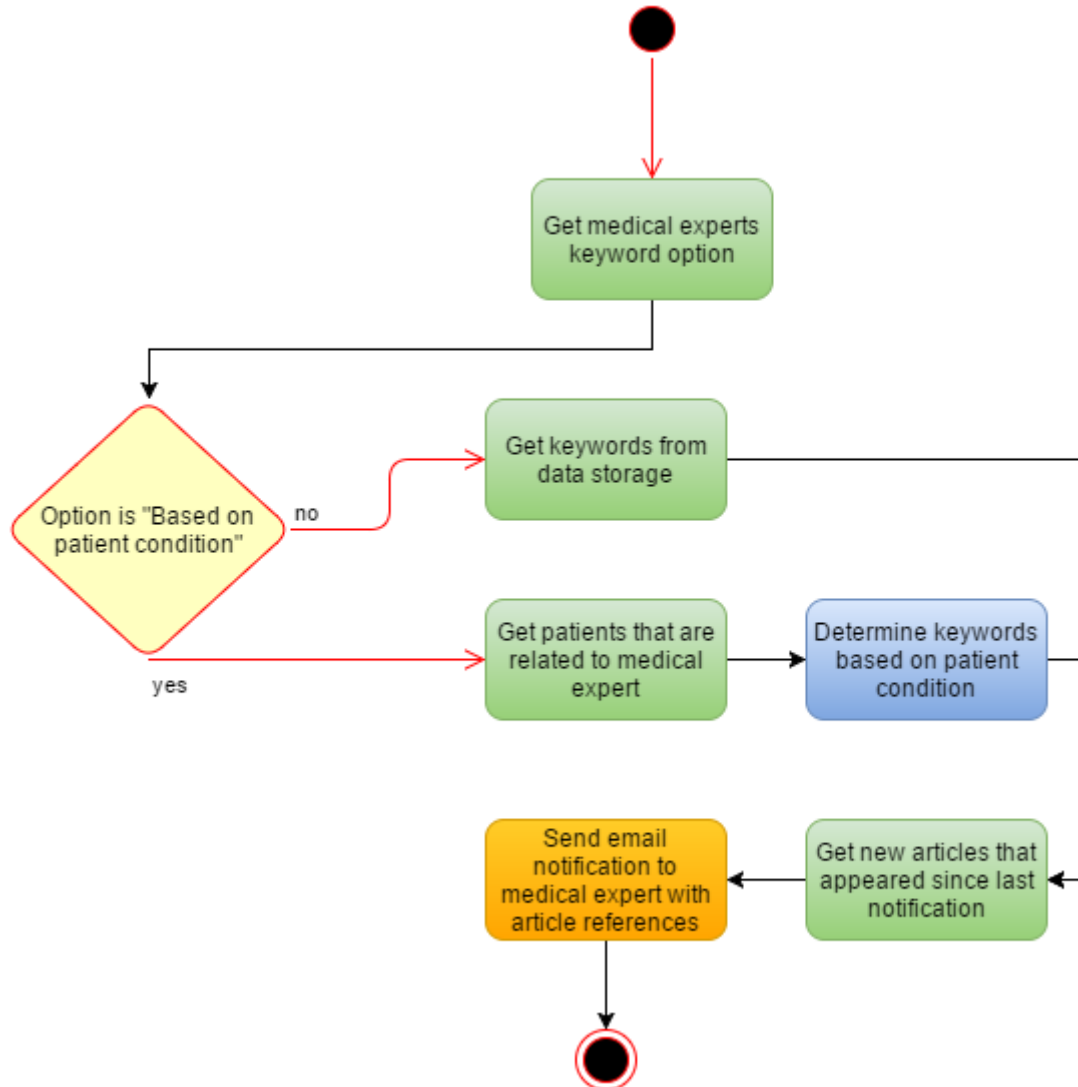 Get medical experts
keyword option
Get keywords from
data storage
Option is "Based on
patient condition"
no
yes
Get patients that are
related to medical
expert
Determine keywords
based on patient
condition
Send email
notification to
medical expert with
article references
Get new articles that
appeared since last
notification